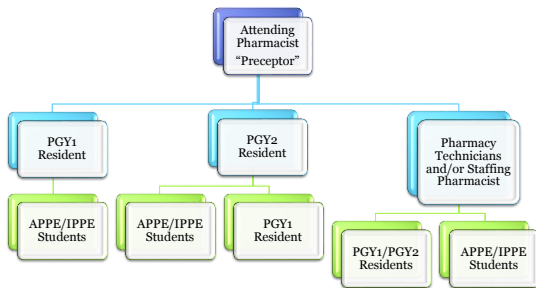 Attending
Pharmacist
“Preceptor”
PGY1
Resident
PGY2
Resident
Pharmacy
Technicians
and/or Staffing
Pharmacist
APPE/IPPE
Students
APPE/IPPE
Students
PGY1
Resident
PGY1/PGY2
Residents
APPE/IPPE
Students